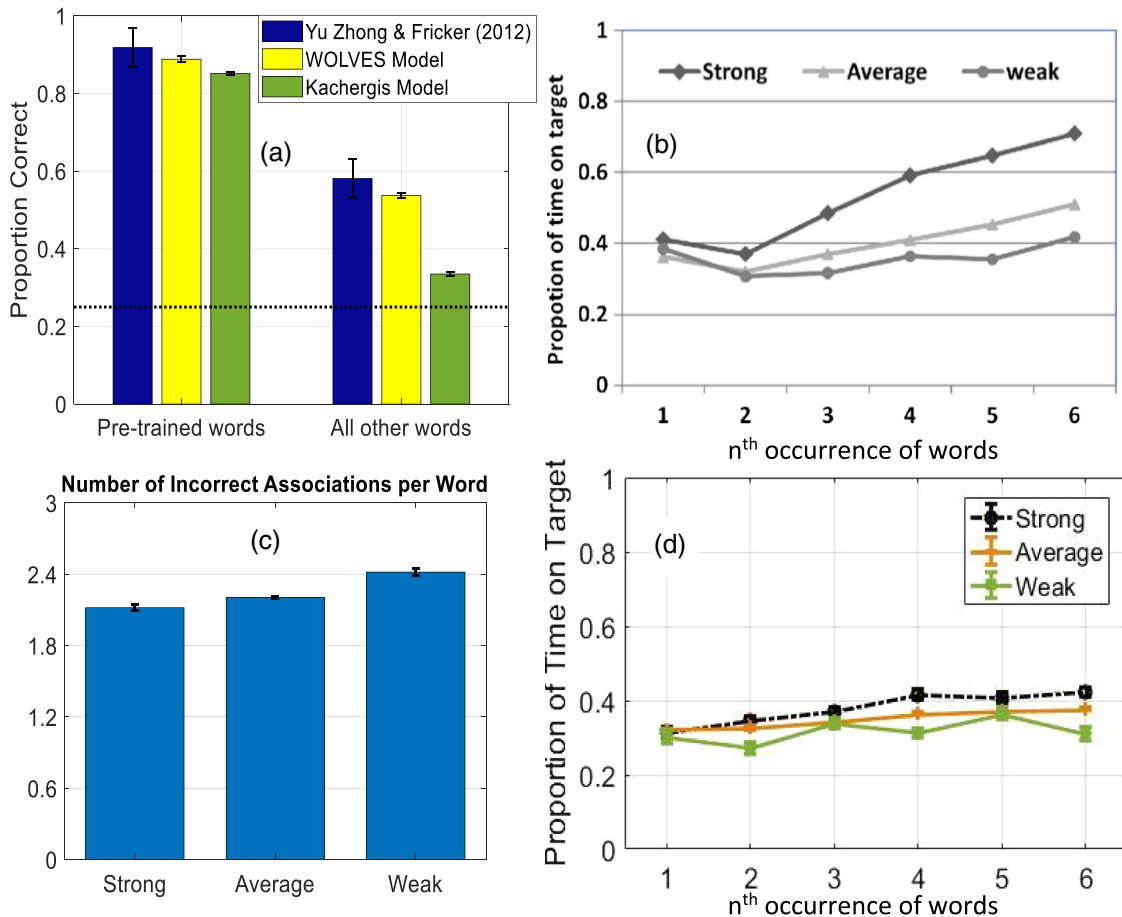 Proportion Correct
1
0.8
0.6
0.4
0.2
0
Yu Zhong & Fricker (2012)
WOLVES Model
Kachergis Model
(a)
Pre-trained words
All other words
Propotion of time on target
1
0.8
0.6
0.4
0.2
0
Strong
Average
weak
(b)
1 2 3 4 5 6
nth occurrence of words
Number of Incorrect Associations per Word
3
2.4
1.8
1.2
0.6
0
(c)
Strong
Average
Weak
Proportion of Time on Target
1
0.8
0.6
0.4
0.2
0
(d)
Strong
Average
Weak
1 2 3 4 5 6
nth occurrence of words